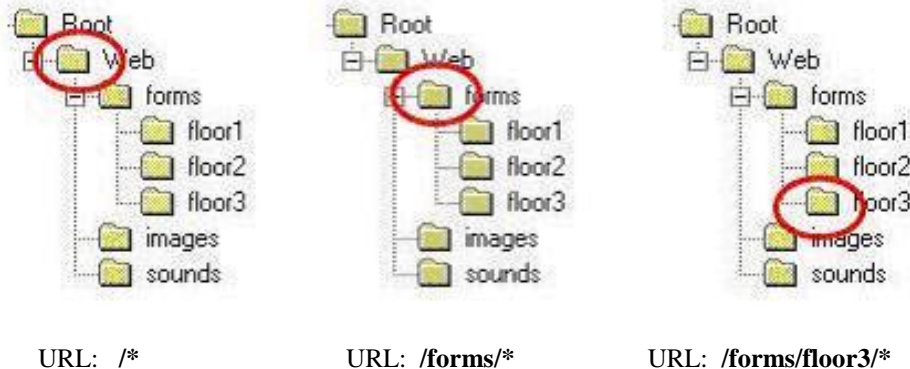 Root Root Root
Web Web Web
forms forms forms
floor1 floor1 floor1
floor2 floor2 floor2
floor3 floor3 floor3
images images images
sounds sounds sounds
URL: /* URL: /forms/* URL: /forms/floor3/*